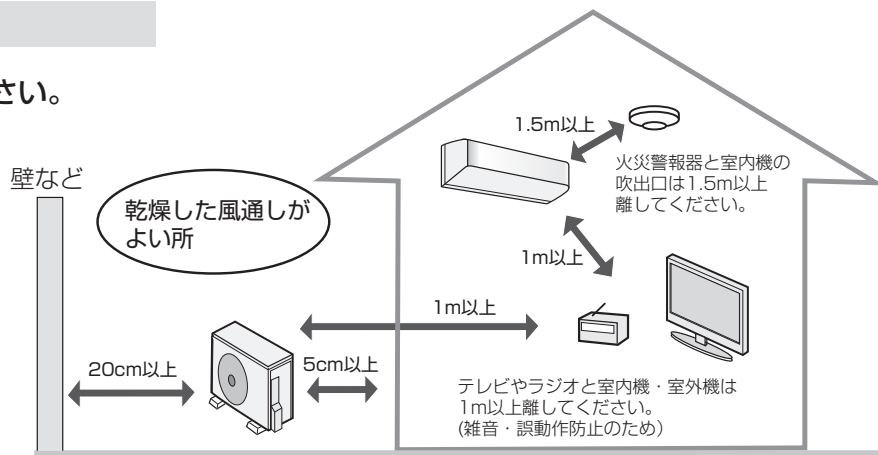 さい。
壁など
乾燥した風通しが
よい所
1.5m以上
火災警報器と室内機の
吹出口は1.5m以上
離してください。
1m以上
1m以上
20cm以上
5cm以上
テレビやラジオと室内機・室外機は
1m以上離してください。
(雑音・誤動作防止のため)